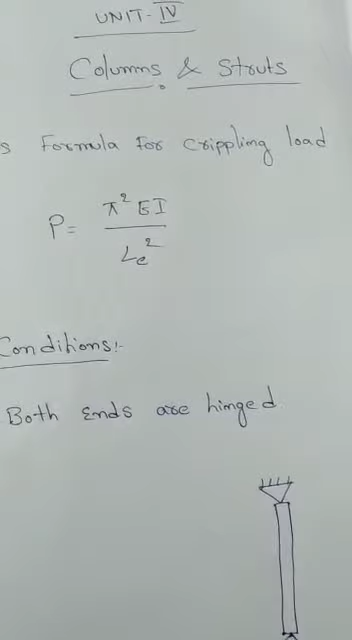 UNIT-IV
Columns & Struts
s Formula For crippling load
P = π² EI / Le²
Conditions:-
Both Ends are hinged